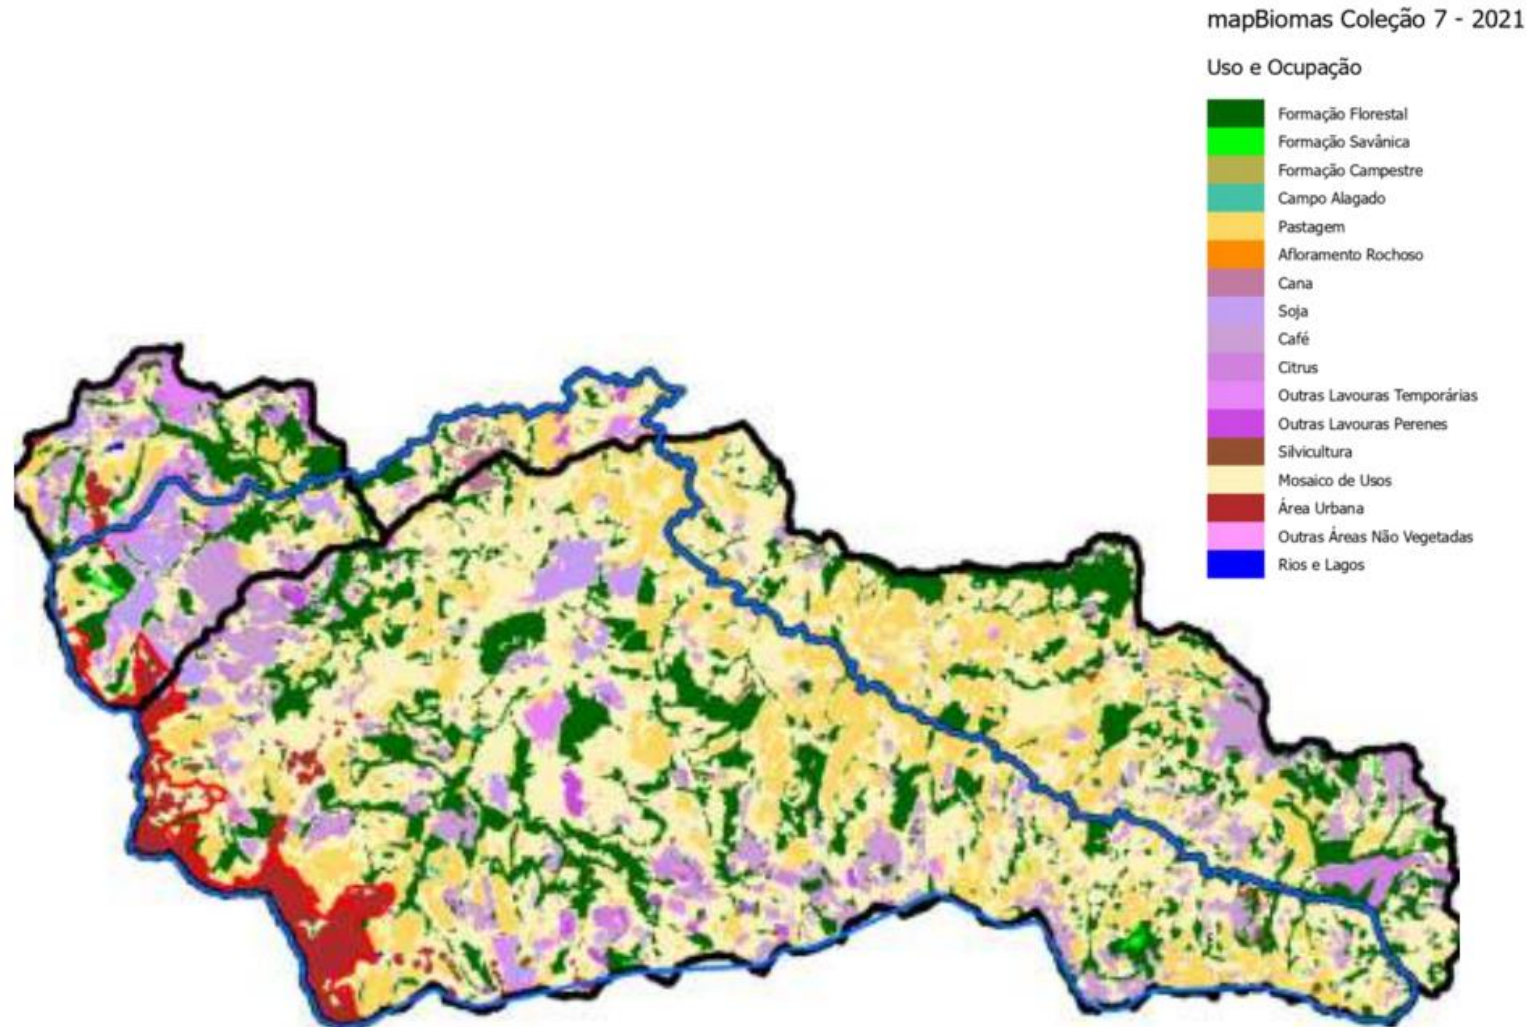 mapBiomas Coleção 7 - 2021
Uso e Ocupação
Formação Florestal
Formação Savânica
Formação Campestre
Campo Alagado
Pastagem
Afloramento Rochoso
Cana
Soja
Café
Citrus
Outras Lavouras Temporárias
Outras Lavouras Perenes
Silvicultura
Mosaico de Usos
Área Urbana
Outras Áreas Não Vegetadas
Rios e Lagos